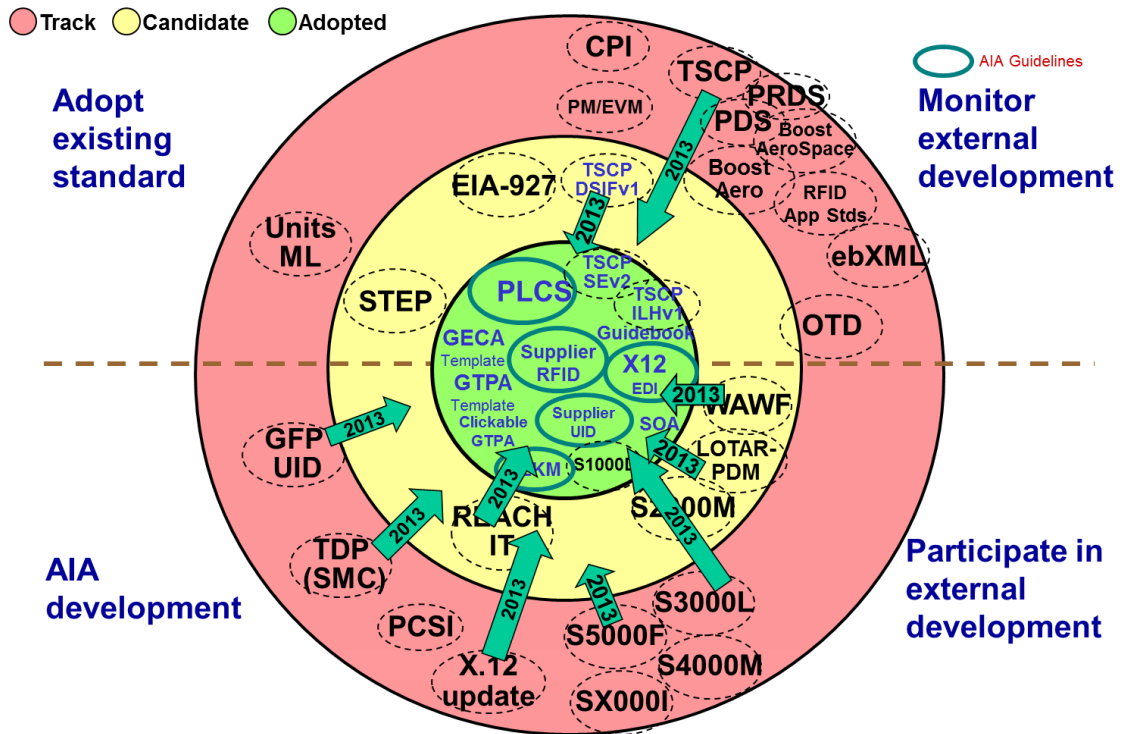 Track
Candidate
Adopted
AIA Guidelines
Adopt
existing
standard
Monitor
external
development
AIA
development
Participate in
external
development
CPI
PM/EVM
TSCP
PRDS
PDS
Boost
AeroSpace
Boost
Aero
RFID
App Stds
ebXML
OTD
Units
ML
EIA-927
TSCP
DSIFv1
STEP
2013
2013
PLCS
TSCP
SEv2
TSCP
ILHv1
Guidebook
GECA
Template
GTPA
Template
Clickable
GTPA
Supplier
RFID
X12
EDI
Supplier
UID
SOA
S1000D
2013
WAWF
2013
LOTAR-
PDM
2013
GFP
UID
2013
TDP
(SMC)
2013
REACH
IT
2013
PCSI
X.12
update
2013
S5000F
2013
S3000L
S4000M
SX000I